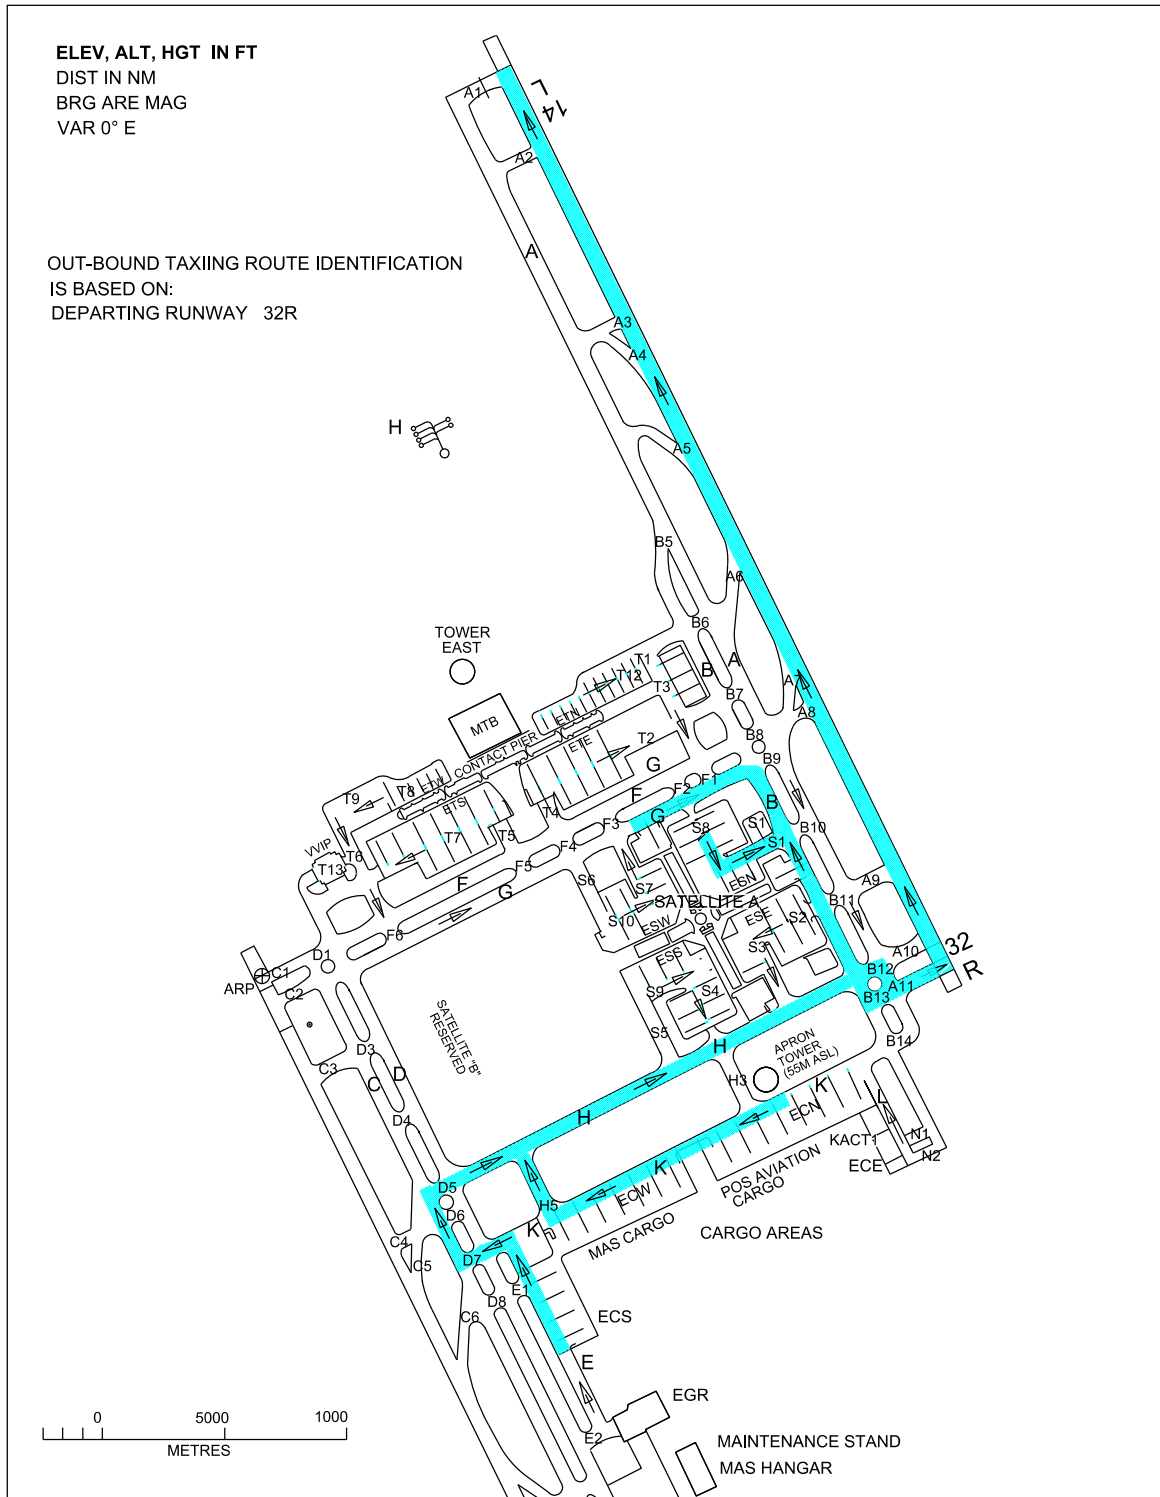 ELEV, ALT, HGT IN FT
DIST IN NM
BRG ARE MAG
VAR 0° E
A1
14
L
A2
A
OUT-BOUND TAXIING ROUTE IDENTIFICATION
IS BASED ON:
DEPARTING RUNWAY 32R
A3
A4
H
A5
B5
A6
B6
TOWER
EAST
T1
T12
B
A
T3
A7
B7
A8
MTB
ETN
B8
CONTACT PIER
ETE
T2
B9
G
T9
T8
ETW
F2
F1
ETS
F
G
B
T4
F3
S8
S1
B10
T7
T5
S1
VVIP
T6
F4
T13
F5
S6
ESN
A9
F
G
S7
SATELLITE A
B11
S10
ESW
ESE
S2
F6
S3
A10
32
R
D1
ESS
B12
C1
ARP
C2
A11
S9
S4
B13
SATELLITE "B"
RESERVED
S5
B14
D3
H
APRON
TOWER
(55M ASL)
C3
C
D
H3
K
L
H
ECN
D4
KACT1
N1
N2
K
ECE
D5
ECW
POS AVIATION
CARGO
H5
D6
K
MAS CARGO
CARGO AREAS
C4
C5
D7
E1
D8
C6
ECS
E
EGR
0
5000
1000
METRES
E2
MAINTENANCE STAND
MAS HANGAR